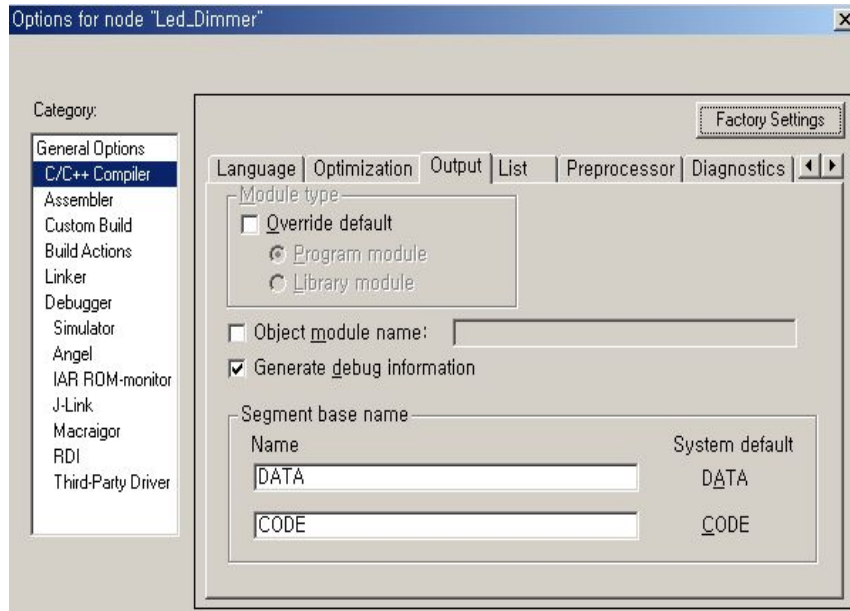 Options for node "Led_Dimmer"
Category:
General Options
C/C++ Compiler
Assembler
Custom Build
Build Actions
Linker
Debugger
Simulator
Angel
IAR ROM-monitor
J-Link
Macraigor
RDI
Third-Party Driver
Factory Settings
Language Optimization Output List Preprocessor Diagnostics
Module type
Override default
Program module
Library module
Object module name:
Generate debug information
Segment base name
Name System default
DATA DATA
CODE CODE